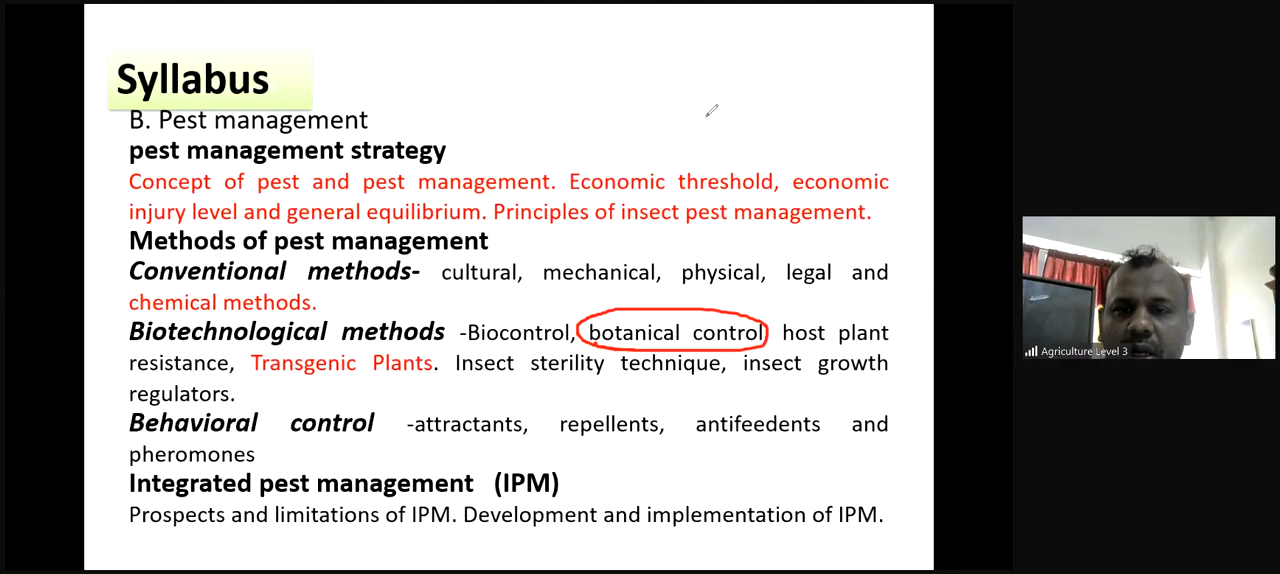 Syllabus
B. Pest management
pest management strategy
Concept of pest and pest management. Economic threshold, economic
injury level and general equilibrium. Principles of insect pest management.
Methods of pest management
Conventional methods- cultural, mechanical, physical, legal and
chemical methods.
Biotechnological methods -Biocontrol, botanical control, host plant
resistance, Transgenic Plants. Insect sterility technique, insect growth
regulators.
Behavioral control -attractants, repellents, antifeedents and
pheromones
Integrated pest management (IPM)
Prospects and limitations of IPM. Development and implementation of IPM.
Agriculture Level 3